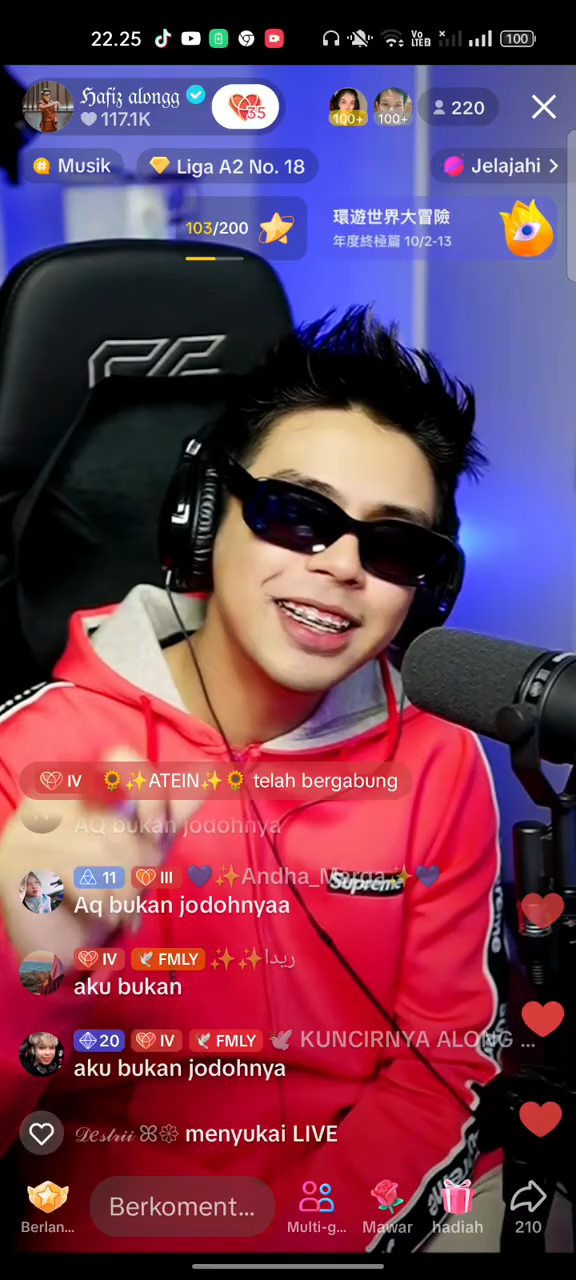 22.25
Vo LTE2
100
Hafiz alongg
117.1K
35
100+
100+
220
Musik
Liga A2 No. 18
Jelajahi
103/200
環遊世界大冒險
年度終極篇 10/2-13
IV 🌻✨ATEIN✨🌻 telah bergabung
AQ bukan jodohnya
11 III 💜✨Andha_Marga✨💜
Aq bukan jodohnyaa
Supreme
IV FMLY ✨✨ريدا
aku bukan
20 IV FMLY 🕊 KUNCIRNYA ALONG ...
aku bukan jodohnya
𝒟ℯ𝓈𝓉𝓇𝒾𝒾 ꕤ menyukai LIVE
Berlan...
Berkoment...
Multi-g...
Mawar
hadiah
210